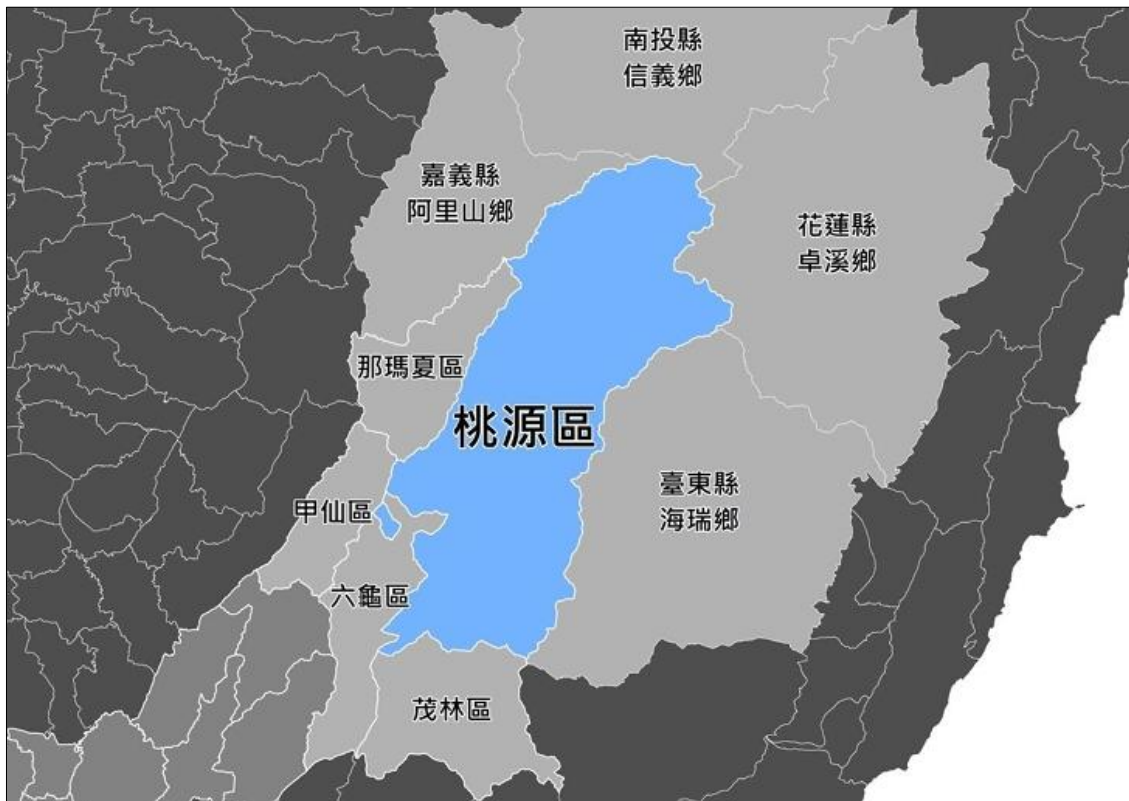 南投縣
信義鄉
嘉義縣
阿里山鄉
花蓮縣
卓溪鄉
那瑪夏區
桃源區
臺東縣
海瑞鄉
甲仙區
六龜區
茂林區